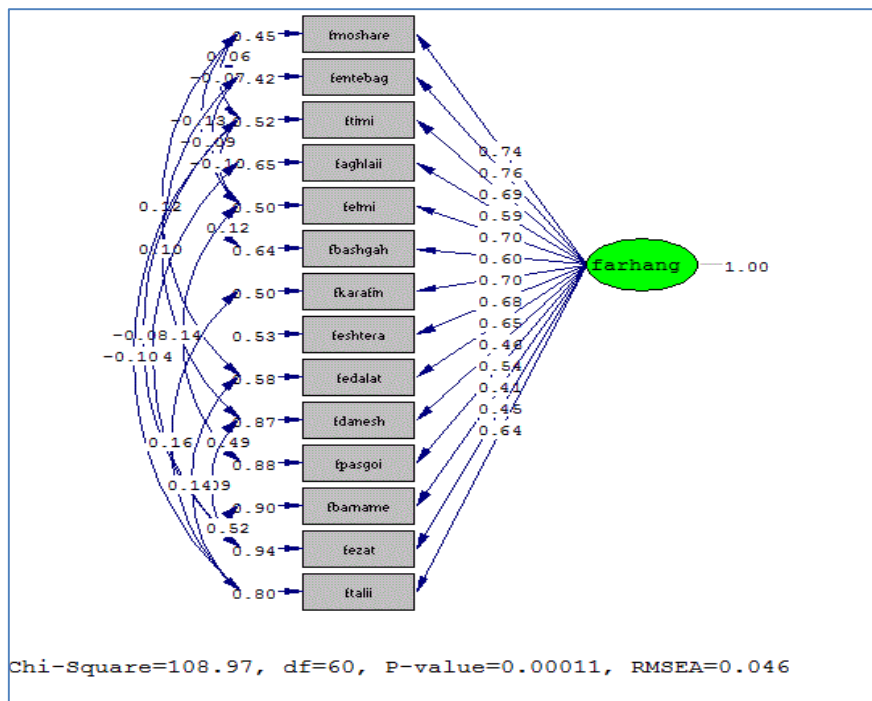 0.45 fmoshare
0.06
-0.07 .42 fentebag
-0.13 0.52 ftimi 0.74
-0.09 0.76
-0.10 0.65 faghlaii 0.69
0.59
0.12 0.50 felmi 0.70
0.12
0.10 0.64 fbashgah 0.60 farhang 1.00
0.70
0.50 fkarafin 0.68
0.65
-0.08 .14 0.53 feshtera 0.46
-0.10 4 0.54
0.58 fedalat 0.41
0.45
0.87 fdanesh 0.64
0.16 0.49
0.88 fpasgoi
0.14 09
0.90 fbarname
0.52
0.94 fezat
0.80 ftalii
Chi-Square=108.97, df=60, P-value=0.00011, RMSEA=0.046